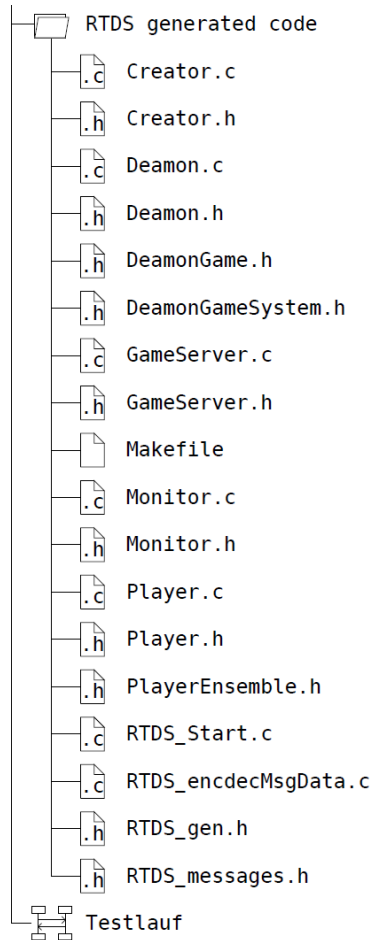 RTDS generated code
.c Creator.c
.h Creator.h
.c Deamon.c
.h Deamon.h
.h DeamonGame.h
.h DeamonGameSystem.h
.c GameServer.c
.h GameServer.h
Makefile
.c Monitor.c
.h Monitor.h
.c Player.c
.h Player.h
.h PlayerEnsemble.h
.c RTDS_Start.c
.c RTDS_encdecMsgData.c
.h RTDS_gen.h
.h RTDS_messages.h
Testlauf